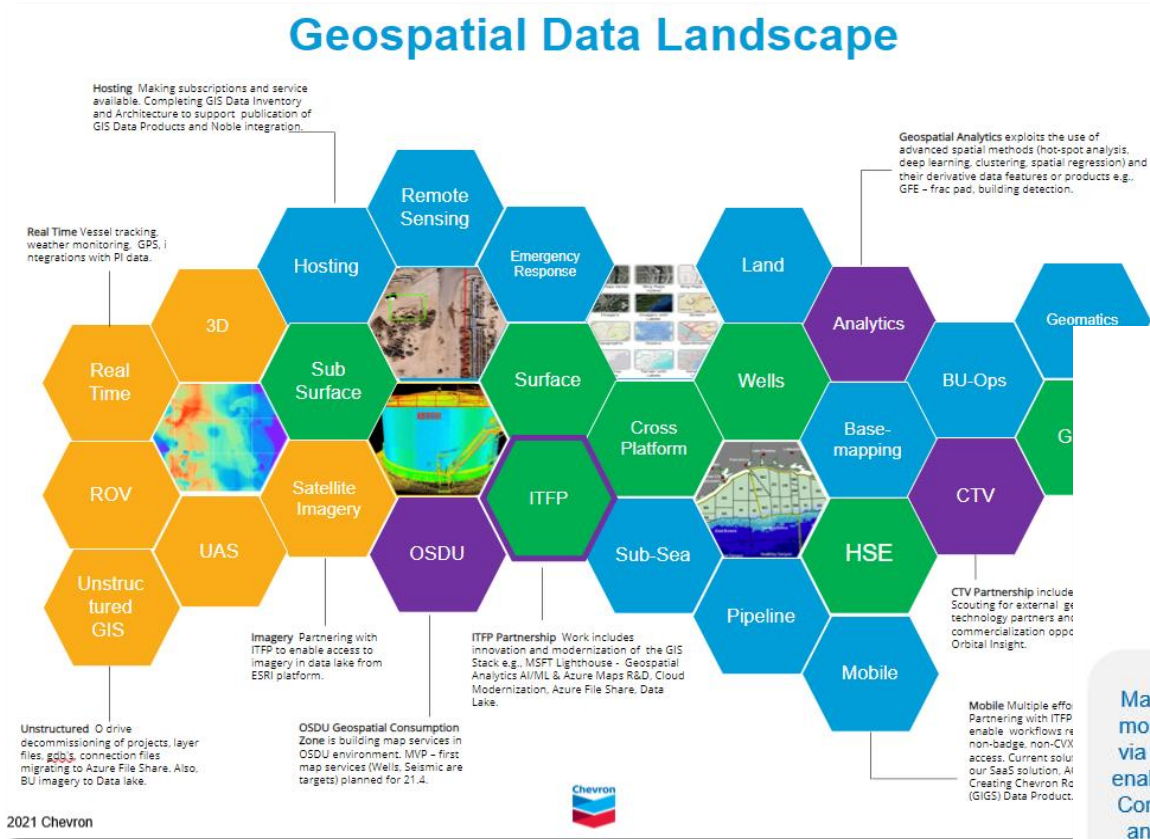 Geospatial Data Landscape
Hosting Making subscriptions and service
available. Completing GIS Data Inventory
and Architecture to support publication of
GIS Data Products and Noble integration.
Geospatial Analytics exploits the use of
advanced spatial methods (hot-spot analysis,
deep learning, clustering, spatial regression) and
their derivative data features or products e.g.,
GFE – frac pad, building detection.
Real Time Vessel tracking,
weather monitoring, GPS, i
ntegrations with PI data.
Remote
Sensing
Hosting
Emergency
Response
Land
3D
Analytics
Geomatics
Real
Time
Sub
Surface
Surface
Wells
BU-Ops
Cross
Platform
Base-
mapping
G
ROV
Satellite
Imagery
ITFP
CTV
UAS
OSDU
Sub-Sea
HSE
Unstruc
tured
GIS
Pipeline
Mobile
CTV Partnership include
Scouting for external ge
technology partners and
commercialization oppo
Orbital Insight.
Imagery Partnering with
ITFP to enable access to
imagery in data lake from
ESRI platform.
ITFP Partnership Work includes
innovation and modernization of the GIS
Stack e.g., MSFT Lighthouse - Geospatial
Analytics AI/ML & Azure Maps R&D, Cloud
Modernization, Azure File Share, Data
Lake.
Unstructured O drive
decommissioning of projects, layer
files, gdb's, connection files
migrating to Azure File Share. Also,
BU imagery to Data lake.
OSDU Geospatial Consumption
Zone is building map services in
OSDU environment. MVP – first
map services (Wells, Seismic are
targets) planned for 21.4.
Mobile Multiple effor
Partnering with ITFP
enable workflows re
non-badge, non-CVX
access. Current solu
our SaaS solution, A
Creating Chevron Ro
(GIGS) Data Product.
Ma
mo
via
enal
Cor
an
Chevron
2021 Chevron